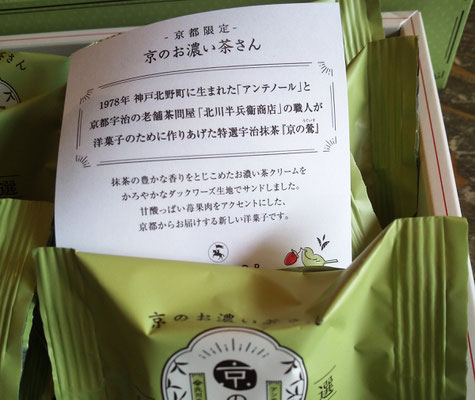 - 京都限定 -
京のお濃い茶さん
1978年 神戸北野町に生まれた「アンテノール」と
京都宇治の老舗茶問屋「北川半兵衛商店」の職人が
洋菓子のために作りあげた特選宇治抹茶『京の鶯』
抹茶の豊かな香りをとじこめたお濃い茶クリームを
かろやかなダックワーズ生地でサンドしました。
甘酸っぱい苺果肉をアクセントにした、
京都からお届けする新しい洋菓子です。
茶さん
選
京のお濃い茶さん
京の
選